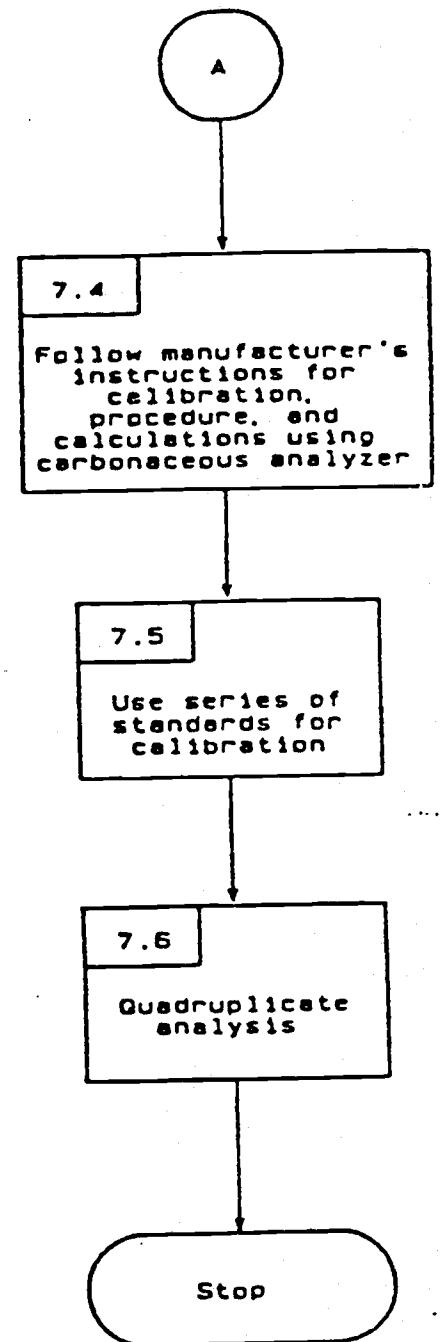 A
7.4
Follow manufacturer's
instructions for
celibration,
procedure, and
calculations using
carbonaceous analyzer
7.5
Use series of
standards for
calibration
7.6
Quadruplicate
analysis
Stop